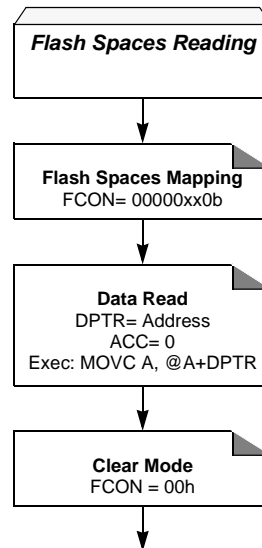 Flash Spaces Reading
Flash Spaces Mapping
FCON= 00000xx0b
Data Read
DPTR= Address
ACC= 0
Exec: MOVC A, @A+DPTR
Clear Mode
FCON = 00h